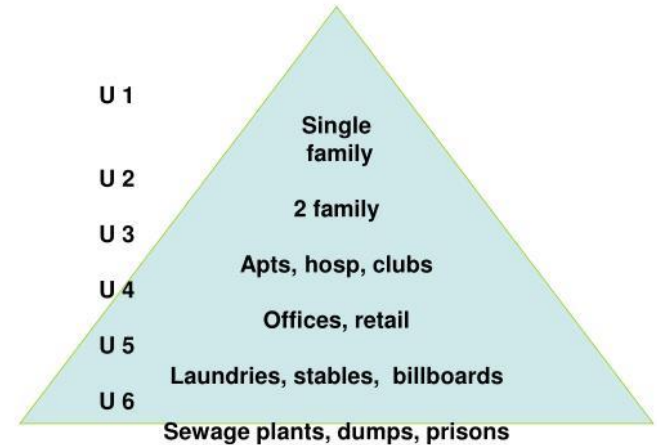 U 1
Single
family
U 2
2 family
U 3
Apts, hosp, clubs
U 4
Offices, retail
U 5
Laundries, stables, billboards
U 6
Sewage plants, dumps, prisons